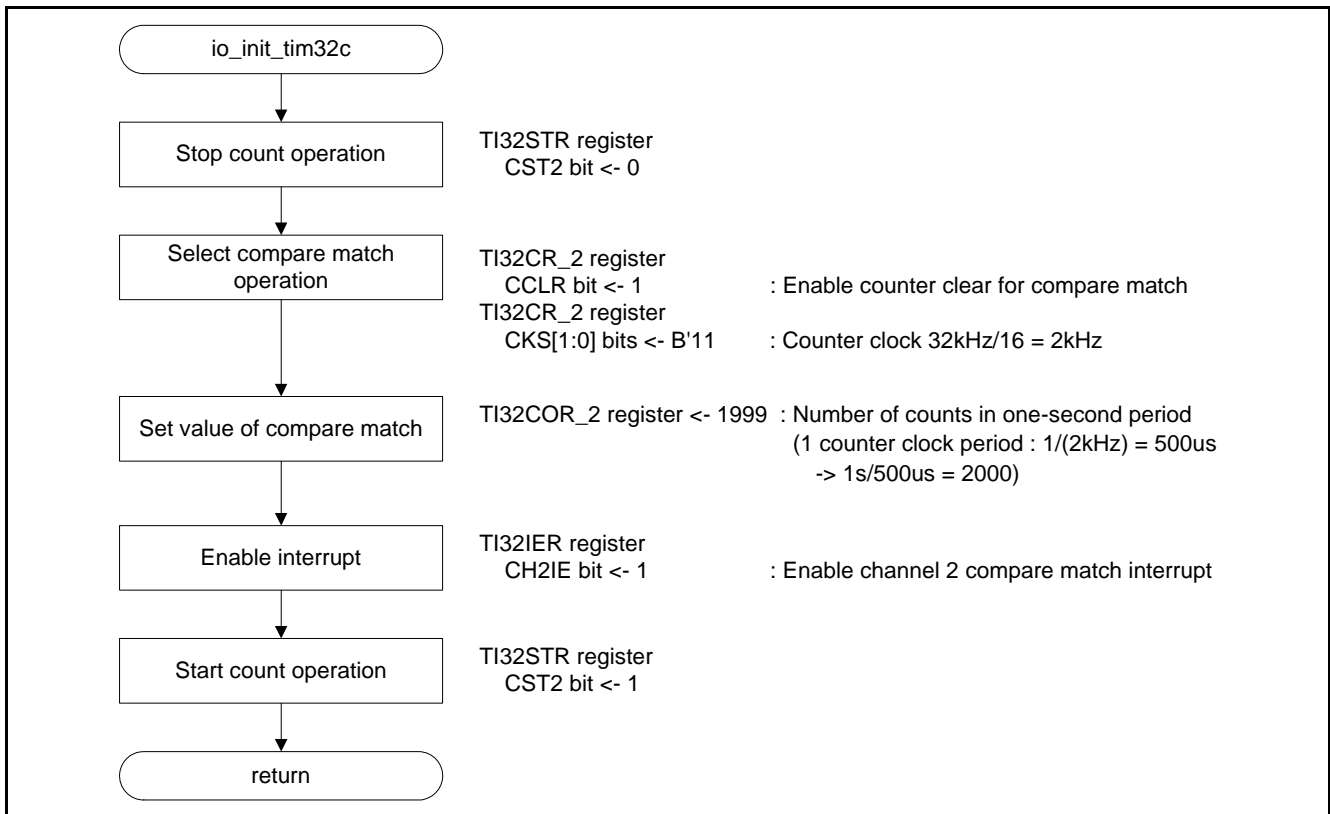 io_init_tim32c
Stop count operation
TI32STR register
CST2 bit <- 0
Select compare match
operation
TI32CR_2 register
CCLR bit <- 1 : Enable counter clear for compare match
TI32CR_2 register
CKS[1:0] bits <- B'11 : Counter clock 32kHz/16 = 2kHz
Set value of compare match
TI32COR_2 register <- 1999 : Number of counts in one-second period
(1 counter clock period : 1/(2kHz) = 500us
-> 1s/500us = 2000)
Enable interrupt
TI32IER register
CH2IE bit <- 1 : Enable channel 2 compare match interrupt
Start count operation
TI32STR register
CST2 bit <- 1
return